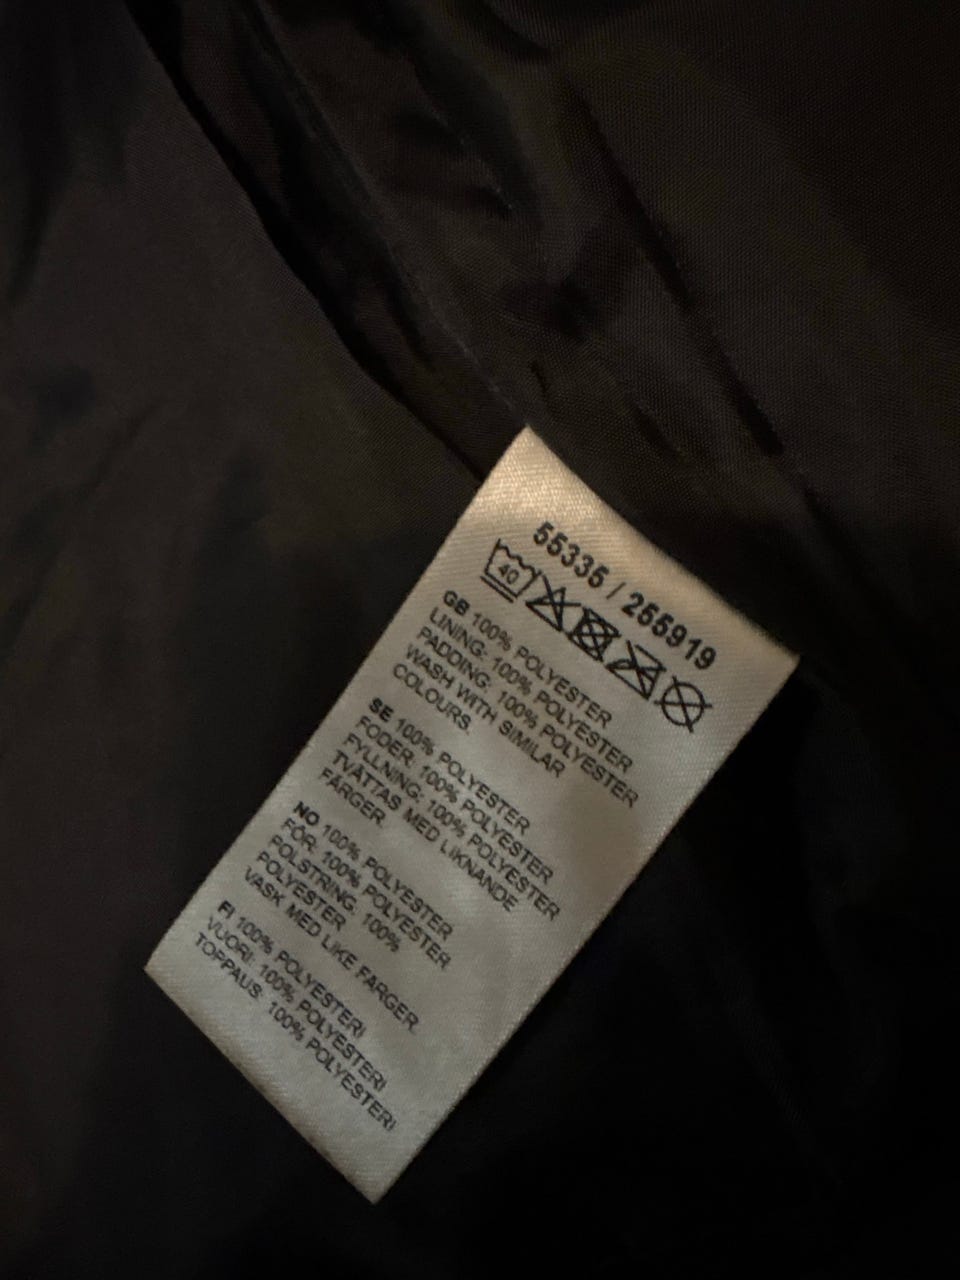 55335 / 255919
40
GB 100% POLYESTER
LINING: 100% POLYESTER
PADDING: 100% POLYESTER
WASH WITH SIMILAR
COLOURS.
SE 100% POLYESTER
FODER: 100% POLYESTER
FYLLNING: 100% POLYESTER
TVÄTTAS MED LIKNANDE
FÄRGER.
NO 100% POLYESTER
FÔR: 100% POLYESTER
POLSTRING: 100%
POLYESTER
VASK MED LIKE FARGER.
FI 100% POLYESTERI
VUORI: 100% POLYESTERI
TOPPAUS: 100% POLYESTERI